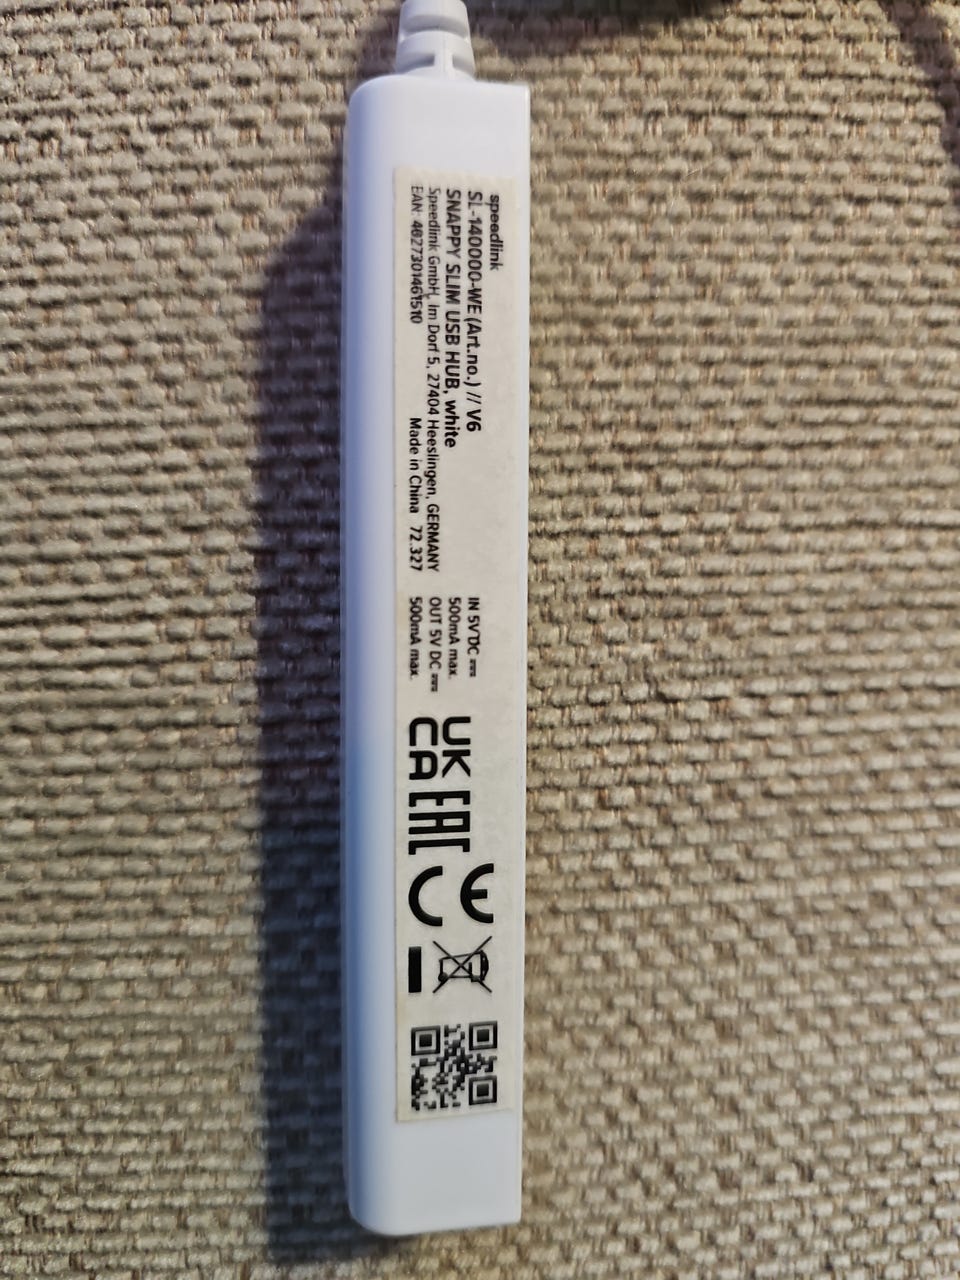 speedlink
SL-140000-WE (Art.no.) // V6
SNAPPY SLIM USB HUB, white
Speedlink GmbH, Im Dorf 5, 27404 Heeslingen, GERMANY
EAN: 4027301461510
Made in China 72.327
IN 5V DC ⎓
500mA max.
OUT 5V DC ⎓
500mA max.
UK
CA
EAC
CE